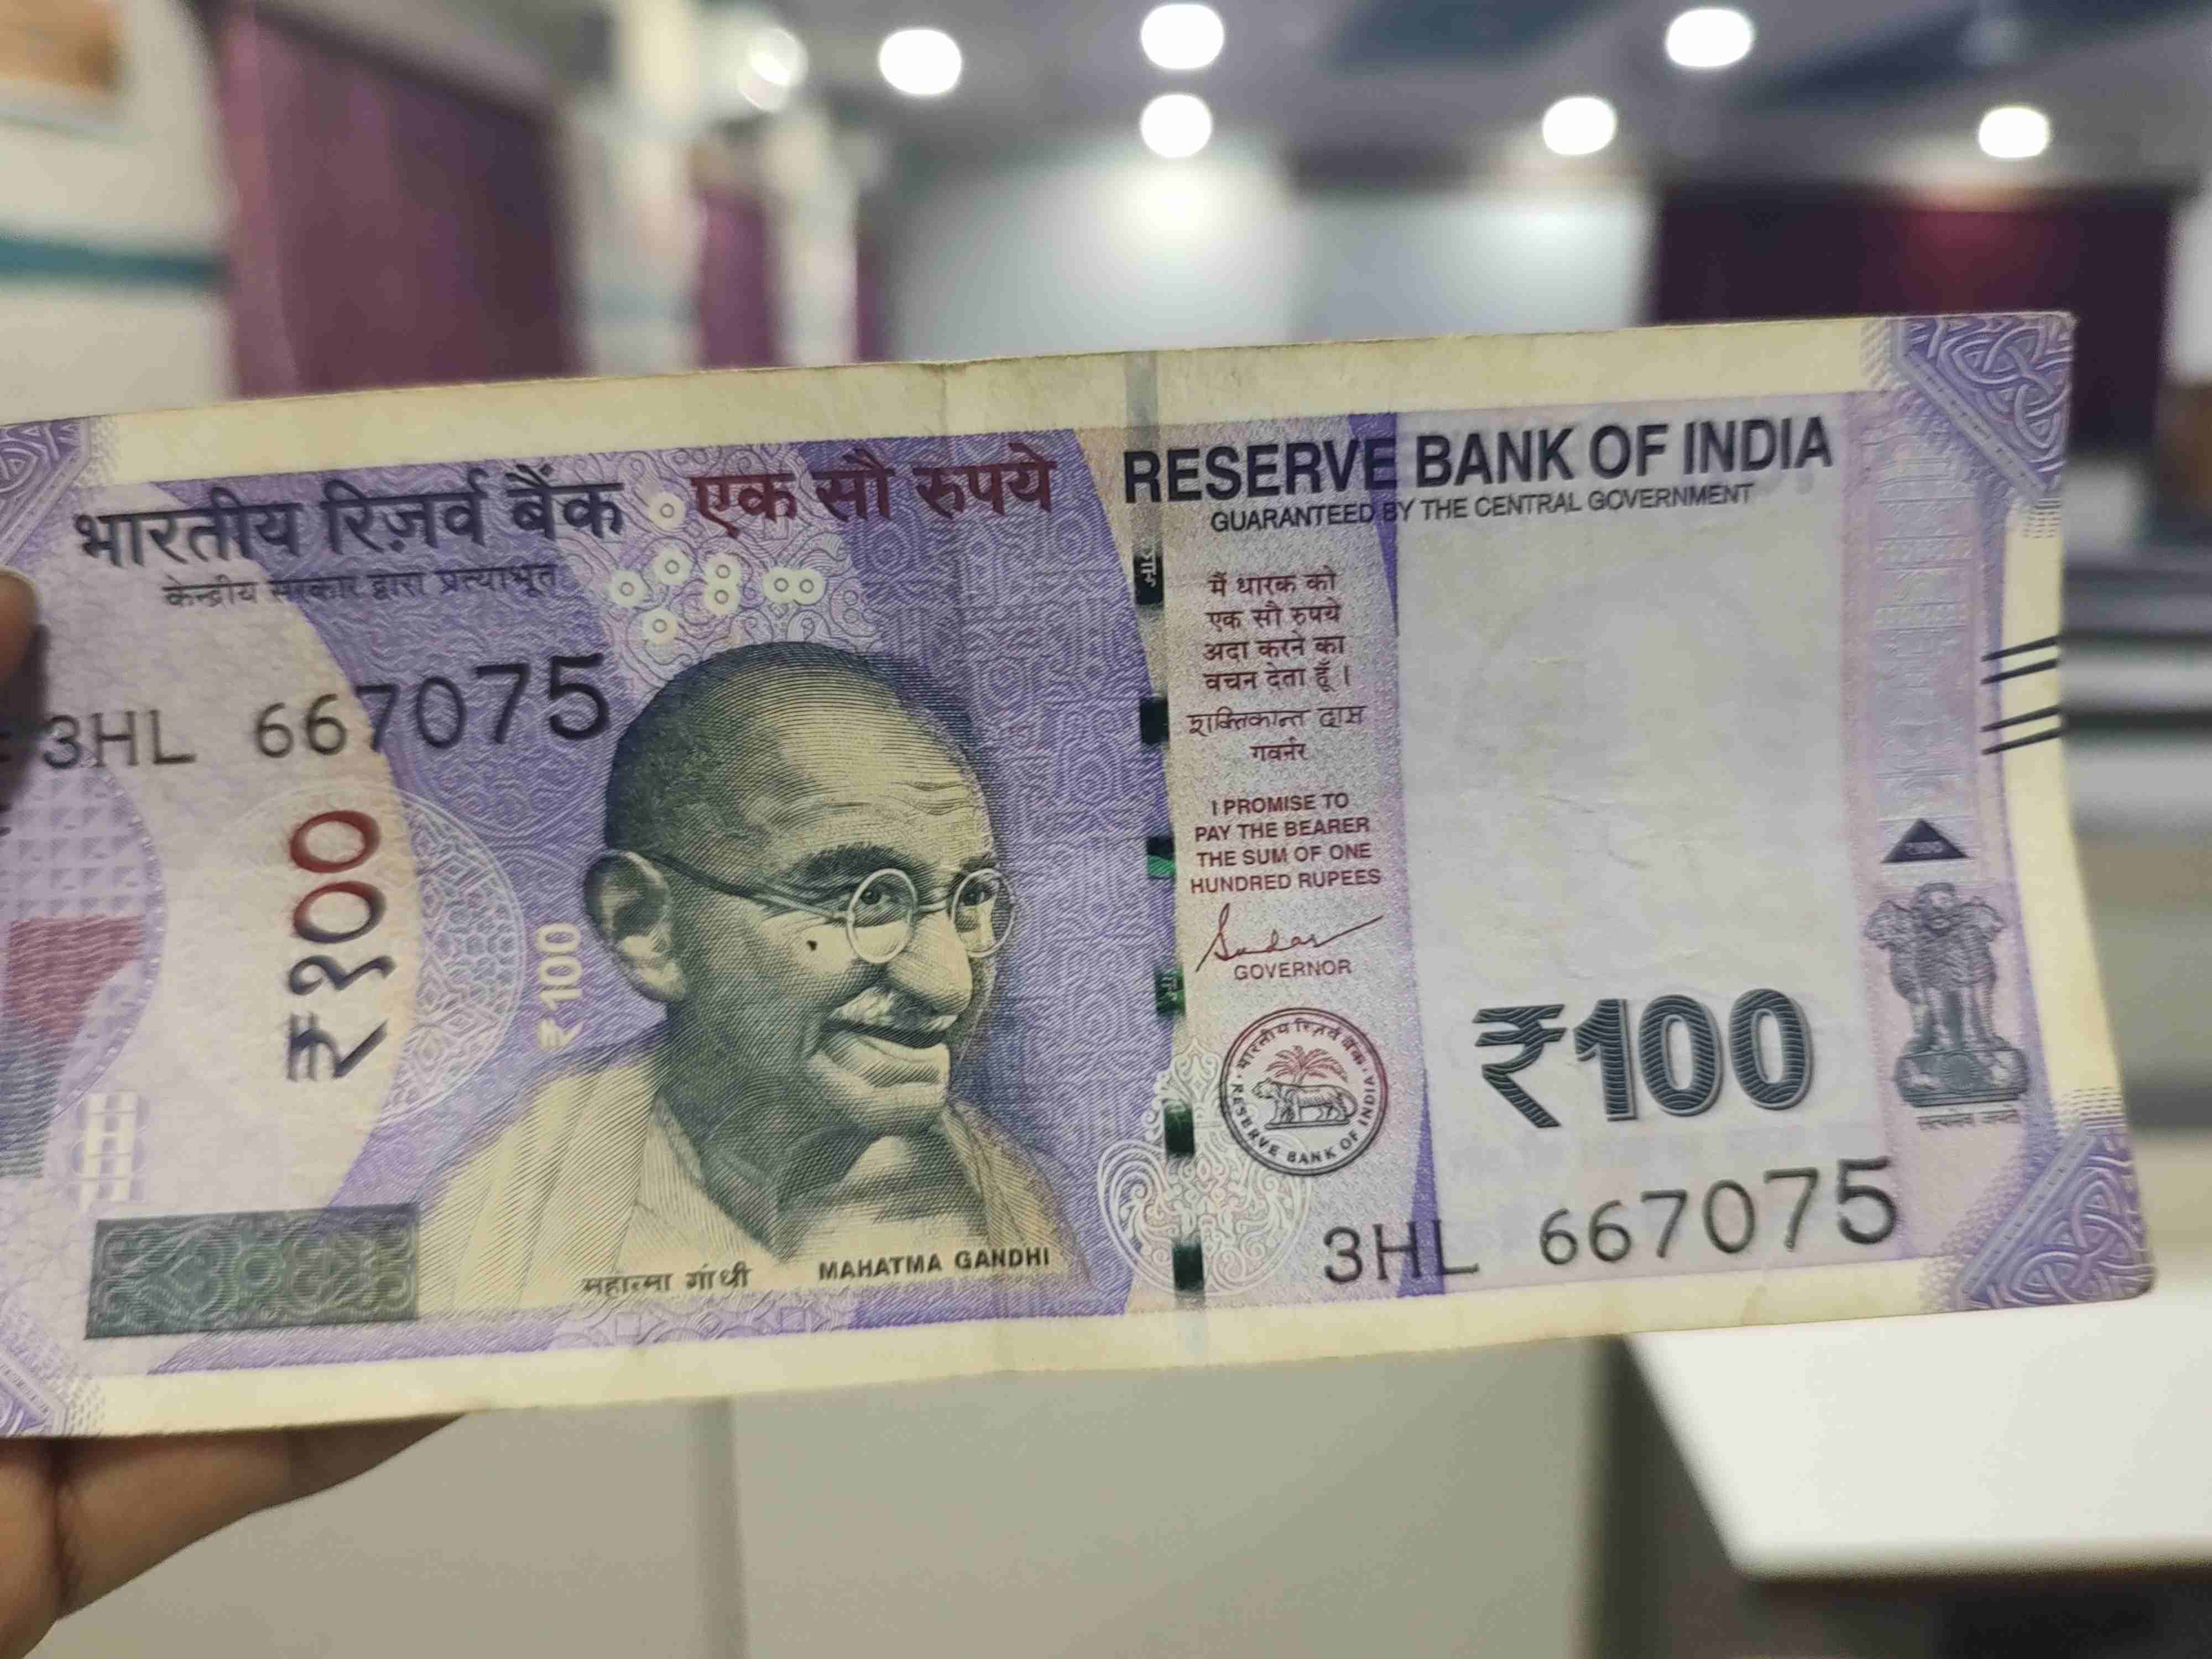 भारतीय रिज़र्व बैंक एक सौ रुपये
केन्द्रीय सरकार द्वारा प्रत्याभूत
RESERVE BANK OF INDIA
GUARANTEED BY THE CENTRAL GOVERNMENT
3HL 667075
₹१००
₹100
मैं धारक को
एक सौ रुपये
अदा करने का
वचन देता हूँ ।
शक्तिकान्त दास
गवर्नर
I PROMISE TO
PAY THE BEARER
THE SUM OF ONE
HUNDRED RUPEES
GOVERNOR
भारतीय रिज़र्व बैंक
RESERVE BANK OF INDIA
₹100
सत्यमेव जयते
महात्मा गांधी MAHATMA GANDHI
3HL 667075